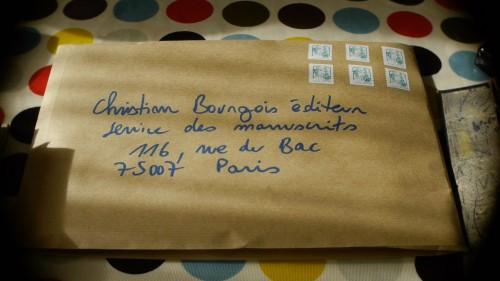 Christian Bourgois éditeur
service des manuscrits
116, rue du Bac
75007 Paris